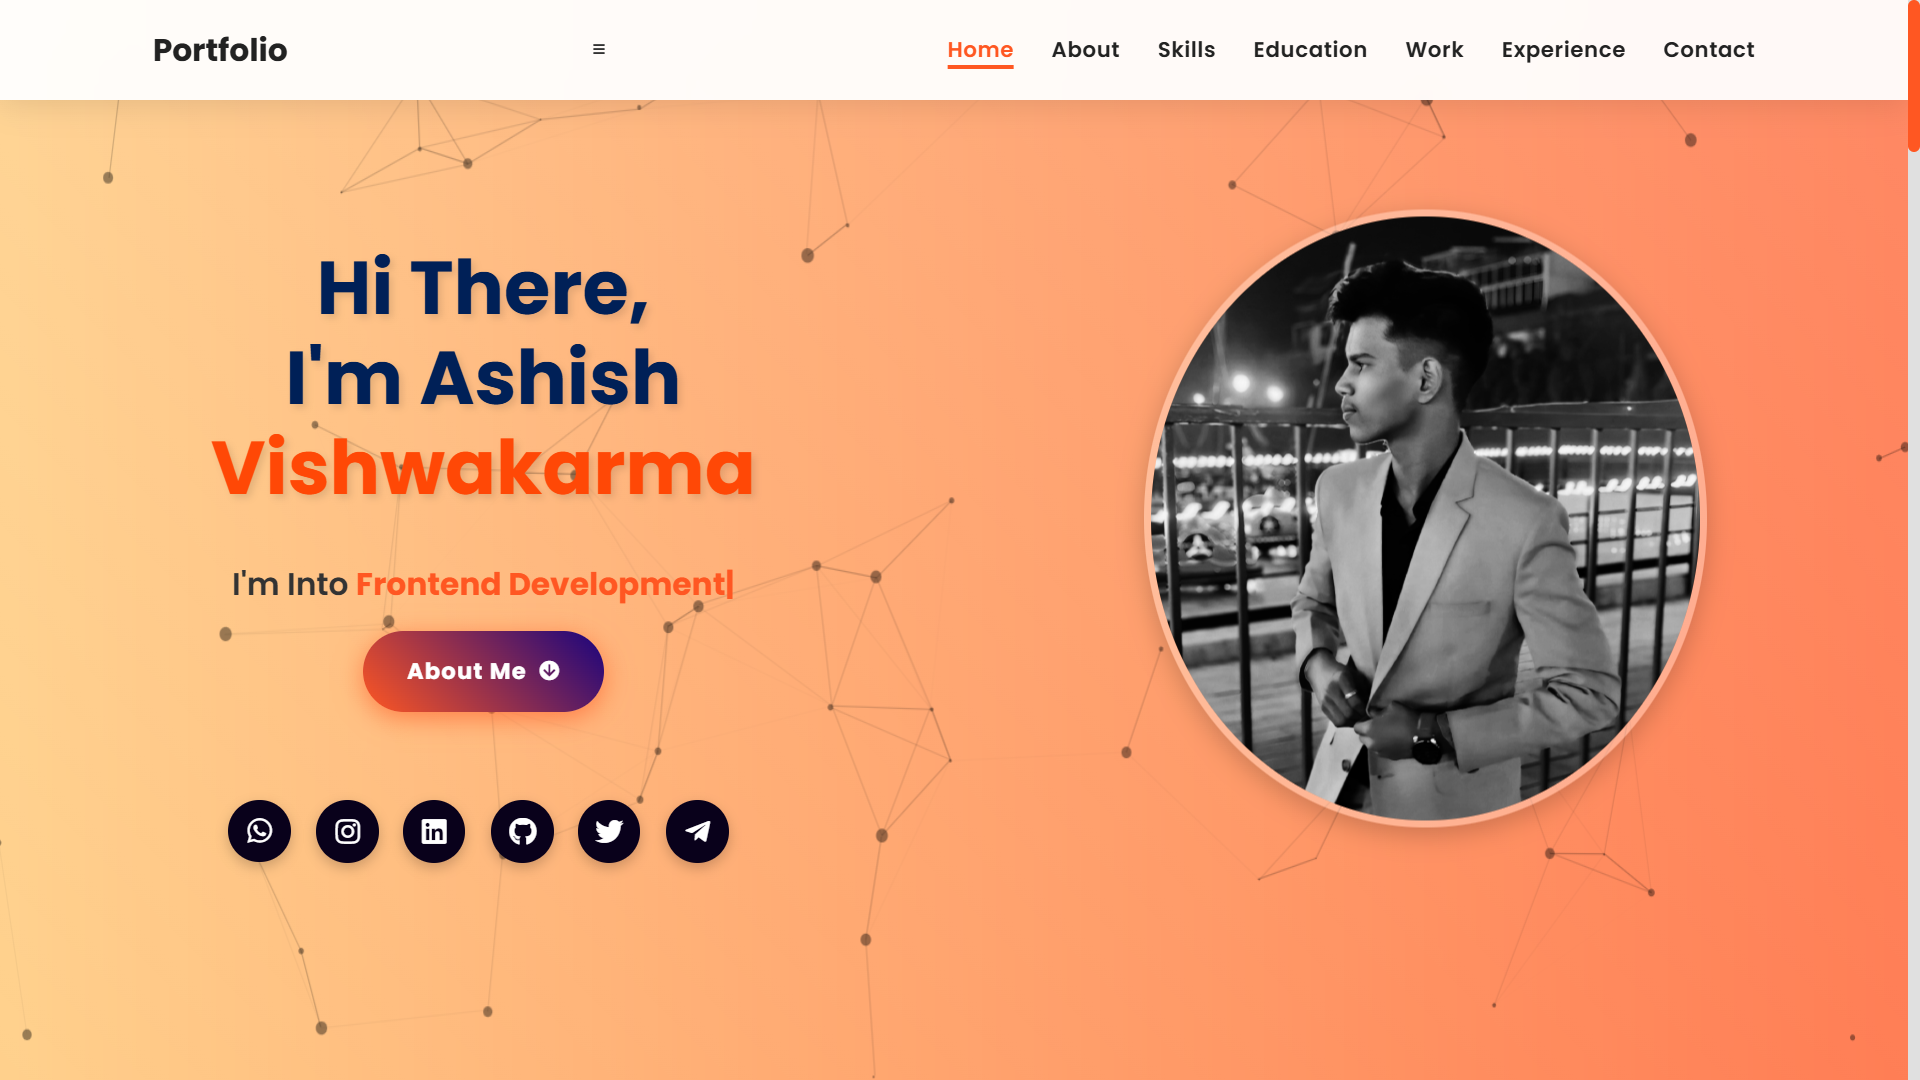 Portfolio
Home About Skills Education Work Experience Contact
Hi There,
I'm Ashish
Vishwakarma
I'm Into Frontend Development|
About Me